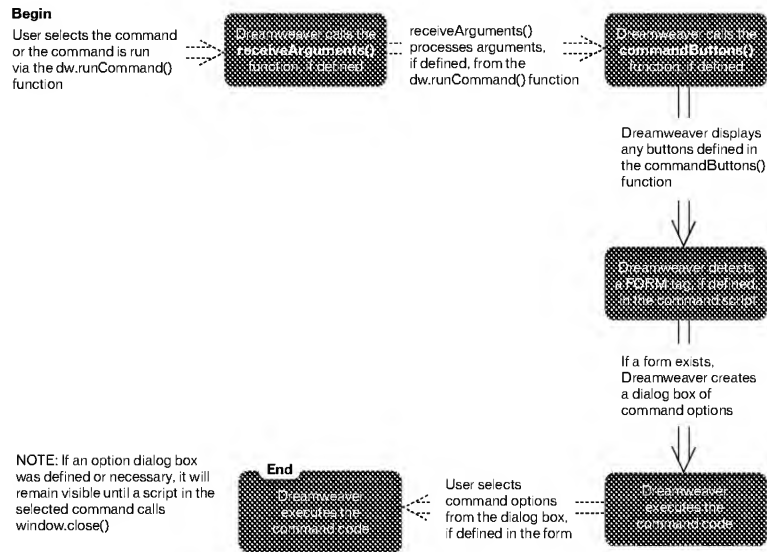 Begin
User selects the command
or the command is run
via the dw.runCommand()
function
Dreamweaver calls the
receiveArguments()
function, if defined
receiveArguments()
processes arguments,
if defined, from the
dw.runCommand() function
Dreamweaver calls the
commandButtons()
function, if defined
Dreamweaver displays
any buttons defined in
the commandButtons()
function
Dreamweaver detects
a FORM tag, if defined
in the command script
If a form exists,
Dreamweaver creates
a dialog box of
command options
Dreamweaver
executes the
command code
User selects
command options
from the dialog box,
if defined in the form
End
Dreamweaver
executes the
command code
NOTE: If an option dialog box
was defined or necessary, it will
remain visible until a script in the
selected command calls
window.close()